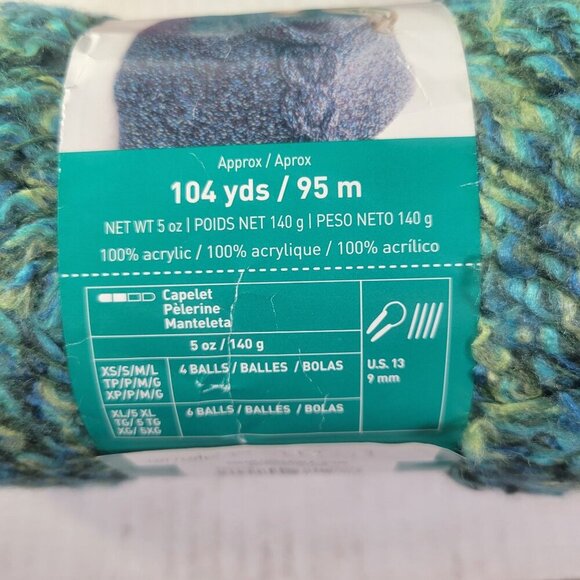 Approx / Aprox
104 yds / 95 m
NET WT 5 oz | POIDS NET 140 g | PESO NETO 140 g
100% acrylic / 100% acrylique / 100% acrílico
Capelet
Pèlerine
Manteleta
5 oz / 140 g
XS/S/M/L
TP/P/M/G
XP/P/M/G
4 BALLS / BALLES / BOLAS
XL/5 XL
TG/ 5 TG
XG/ 5XG
6 BALLS / BALLES / BOLAS
U.S. 13
9 mm